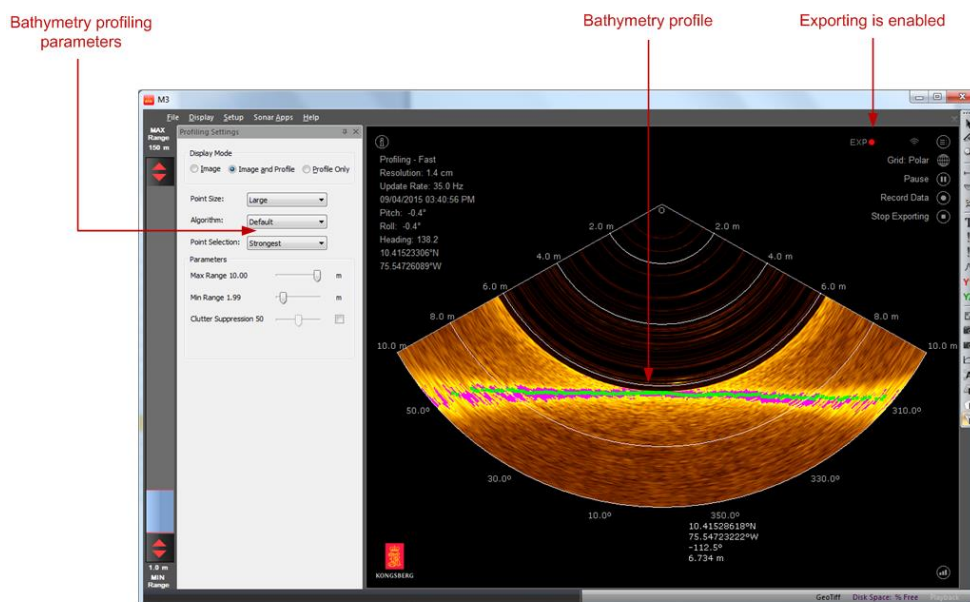 Bathymetry profiling
parameters
Bathymetry profile
Exporting is enabled
M3
File Display Setup Sonar Apps Help
MAX
Range
150 m
Profiling Settings
Display Mode
Image Image and Profile Profile Only
Point Size: Large
Algorithm: Default
Point Selection: Strongest
Parameters
Max Range 10.00 m
Min Range 1.99 m
Clutter Suppression 50
1.0 m
MIN
Range
Profiling - Fast
Resolution: 1.4 cm
Update Rate: 35.0 Hz
09/04/2015 03:40:56 PM
Pitch: -0.4°
Roll: -0.4°
Heading: 138.2
10.41523306°N
75.54726089°W
EXP
Grid: Polar
Pause
Record Data
Stop Exporting
0
2.0 m 2.0 m
4.0 m 4.0 m
6.0 m 6.0 m
8.0 m 8.0 m
10.0 m 10.0 m
50.0° 310.0°
30.0° 330.0°
10.0° 350.0°
10.41528618°N
75.54723222°W
-112.5°
6.734 m
KONGSBERG
GeoTiff Disk Space: % Free Playback